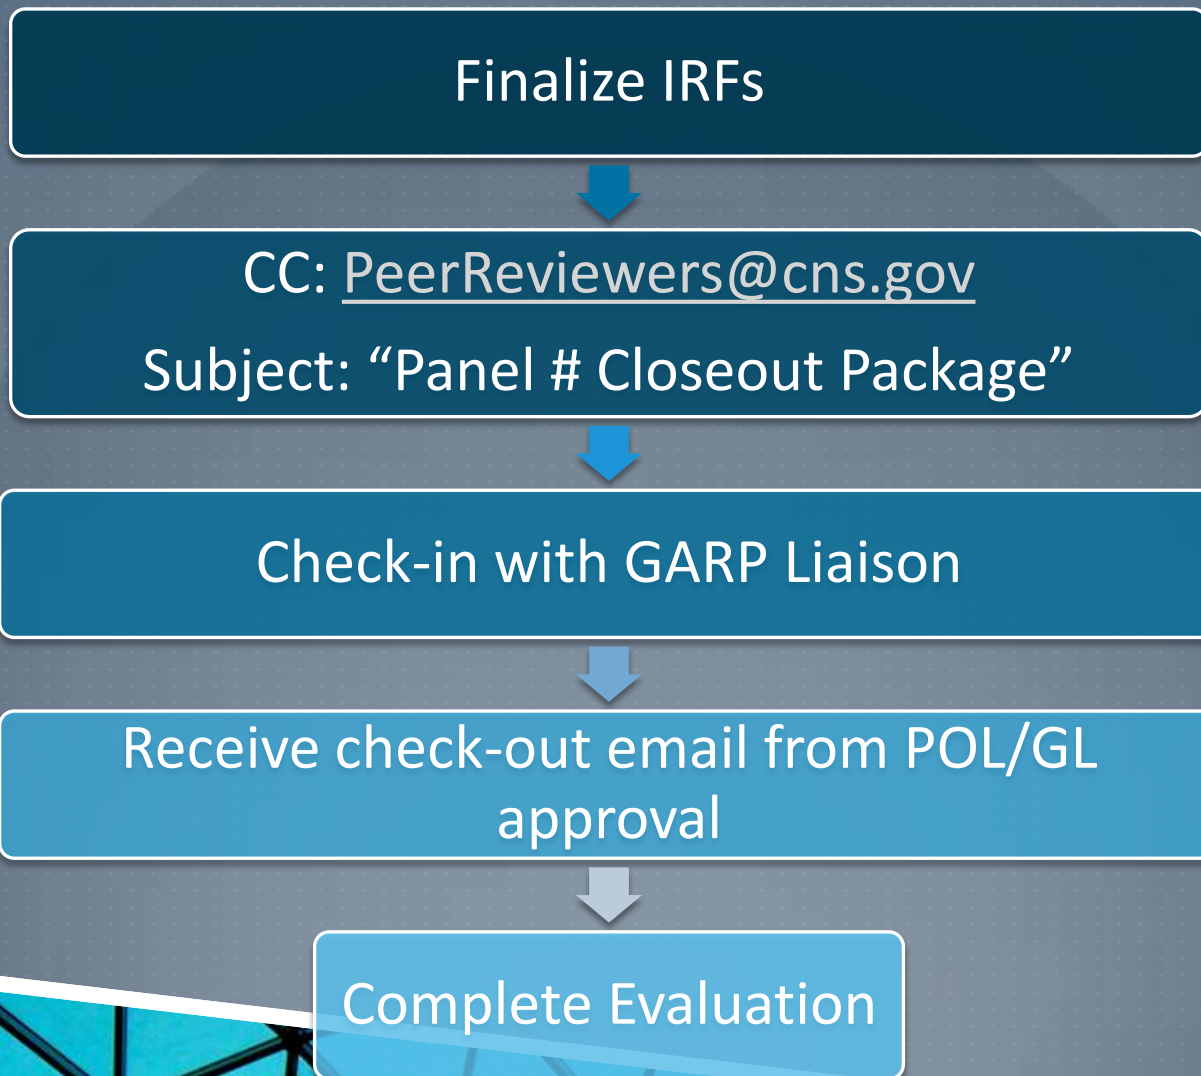 Finalize IRFs
CC: PeerReviewers@cns.gov
Subject: “Panel # Closeout Package”
Check-in with GARP Liaison
Receive check-out email from POL/GL
approval
Complete Evaluation